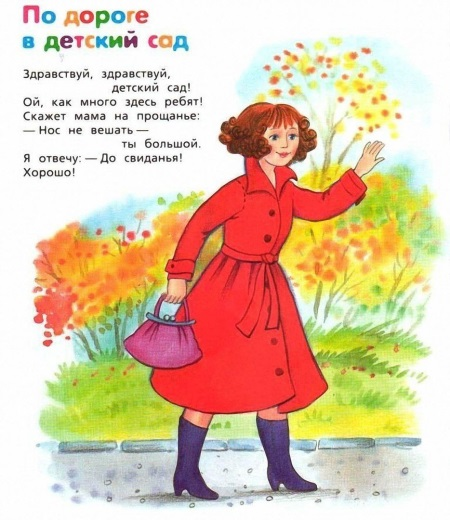 По дороге
в детский сад
Здравствуй, здравствуй,
детский сад!
Ой, как много здесь ребят!
Скажет мама на прощанье:
— Нос не вешать —
ты большой.
Я отвечу: — До свиданья!
Хорошо!